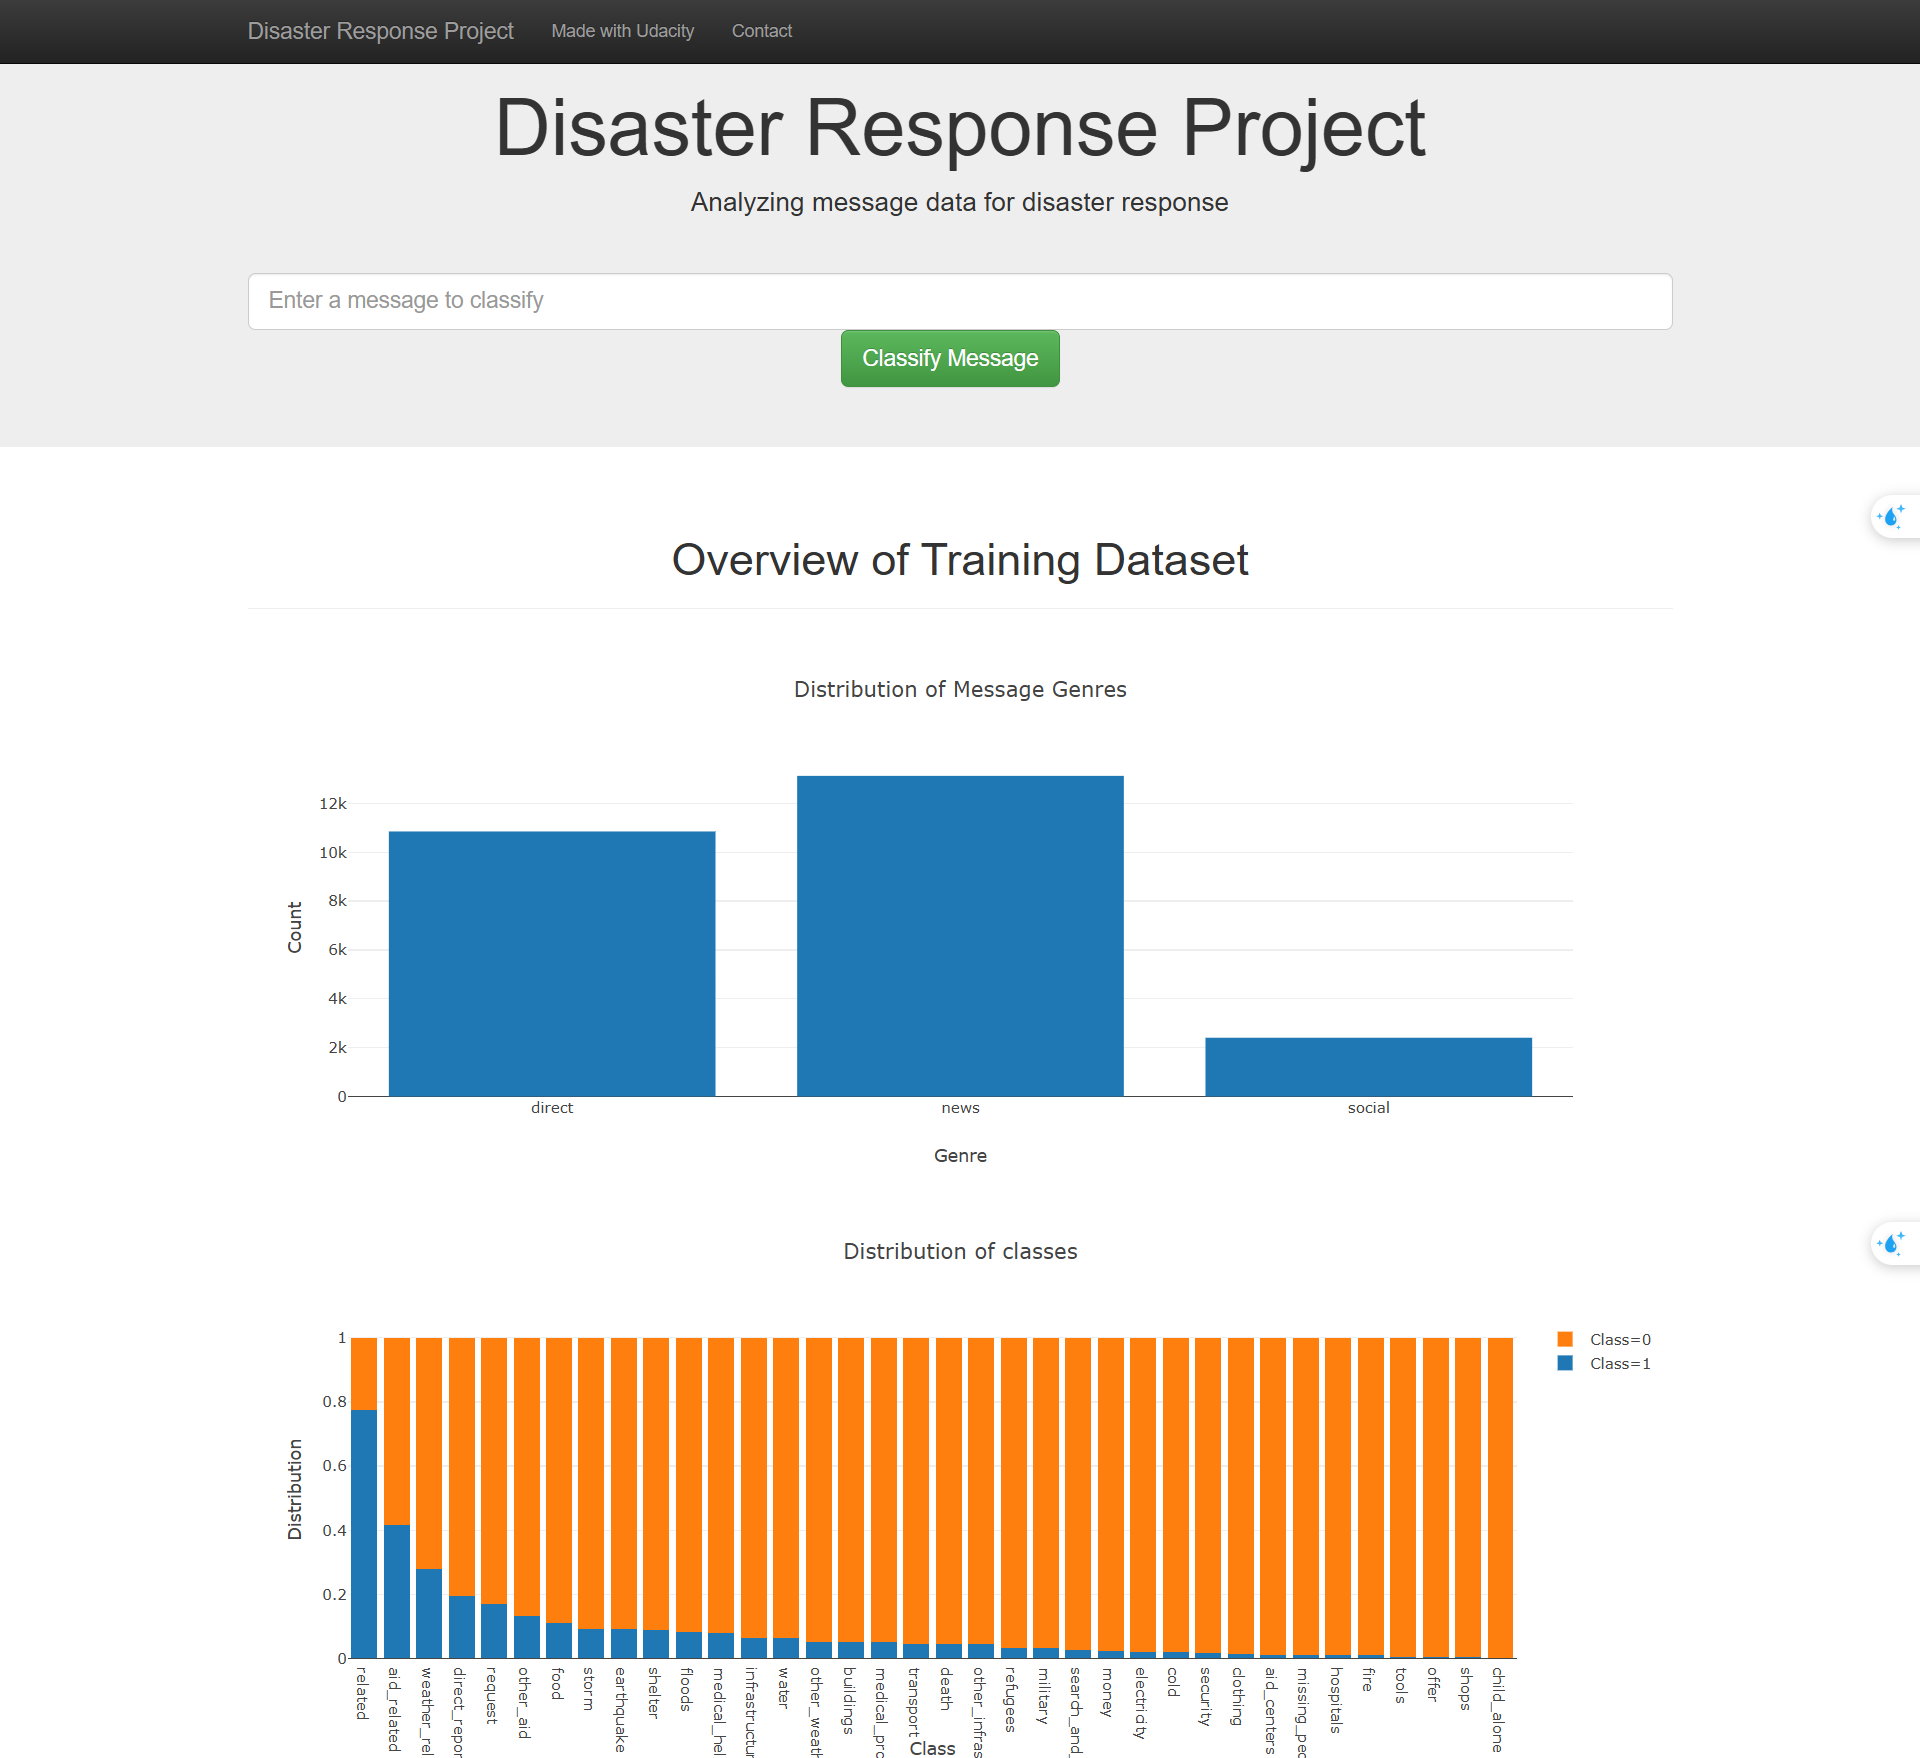 Disaster Response Project Made with Udacity Contact
Disaster Response Project
Analyzing message data for disaster response
Enter a message to classify
Classify Message
Overview of Training Dataset
Distribution of Message Genres
12k
10k
8k
6k
4k
2k
0
Count
direct news social
Genre
Distribution of classes
1
0.8
0.6
0.4
0.2
0
Distribution
Class=0
Class=1
related
aid_related
weather_rel
direct_repor
request
other_aid
food
storm
earthquake
shelter
floods
medical_hel
infrastructur
water
other_weath
buildings
medical_pro
transport
death
other_infras
refugees
military
search_and_
money
electricity
cold
security
clothing
aid_centers
missing_peo
hospitals
fire
tools
offer
shops
child_alone
Class